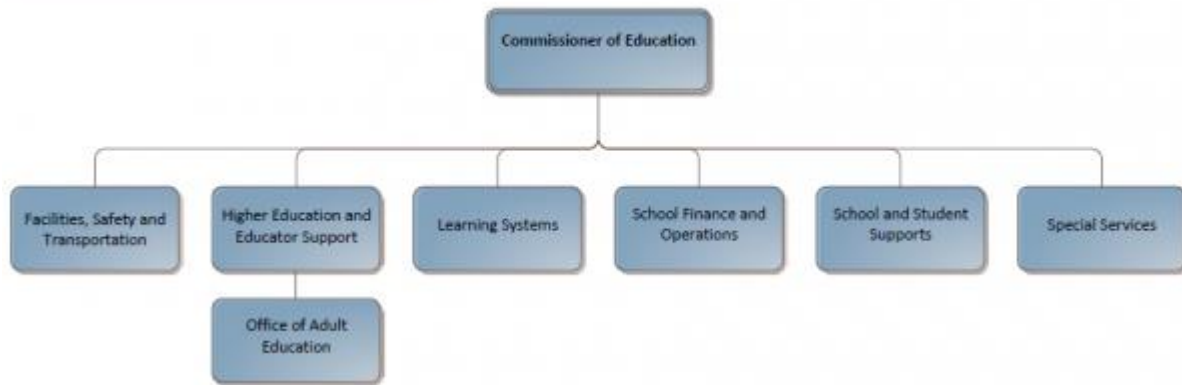 Commissioner of Education
Facilities, Safety and
Transportation
Higher Education and
Educator Support
Learning Systems
School Finance and
Operations
School and Student
Supports
Special Services
Office of Adult
Education